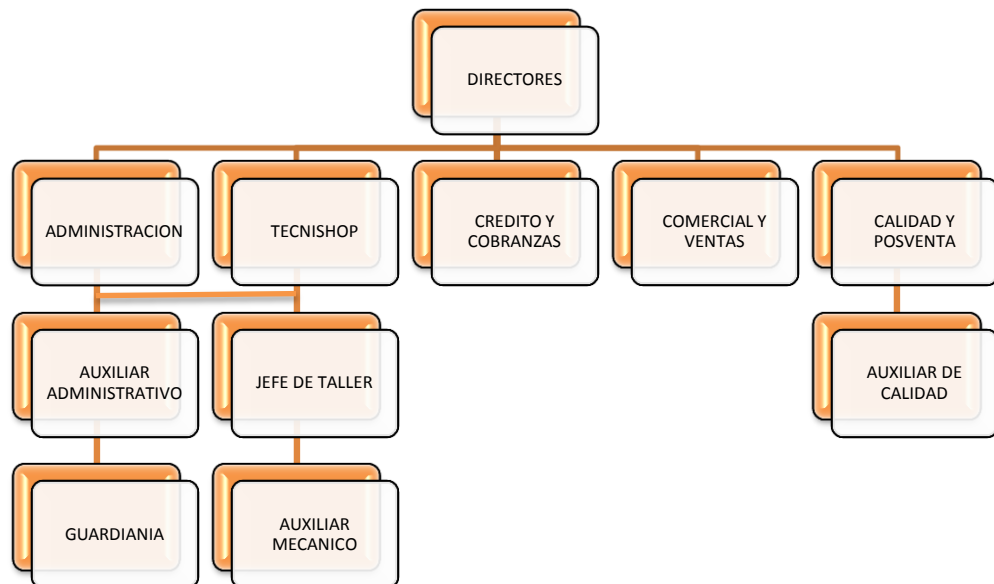 DIRECTORES
ADMINISTRACION
TECNISHOP
CREDITO Y
COBRANZAS
COMERCIAL Y
VENTAS
CALIDAD Y
POSVENTA
AUXILIAR
ADMINISTRATIVO
JEFE DE TALLER
AUXILIAR DE
CALIDAD
GUARDIANIA
AUXILIAR
MECANICO